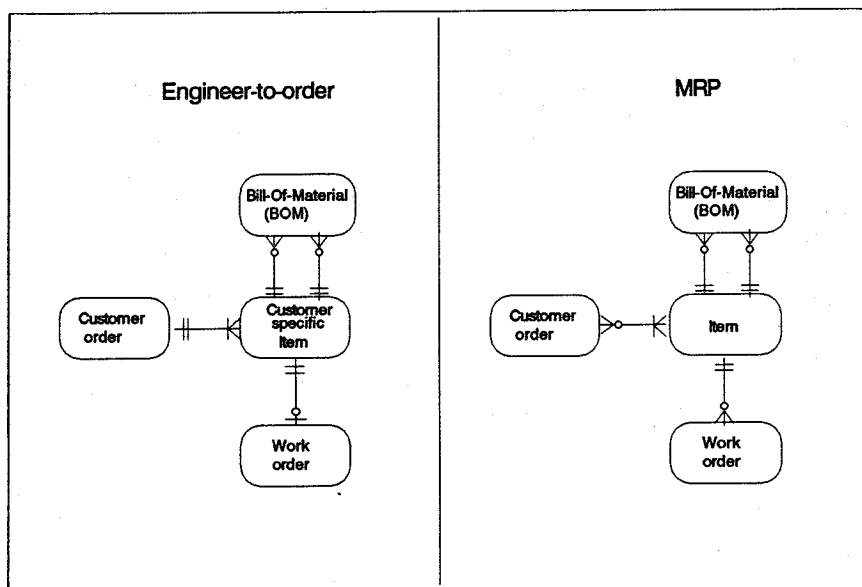 Engineer-to-order
Bill-Of-Material
(BOM)
Customer
order
Customer
specific
Item
Work
order
MRP
Bill-Of-Material
(BOM)
Customer
order
Item
Work
order